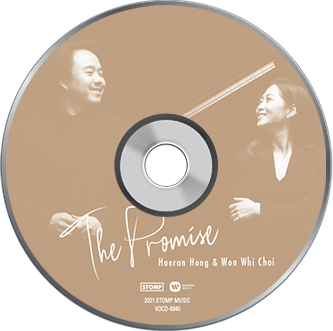 The Promise
Haeran Hong & Won Whi Choi
STOMP
2021 STOMP MUSIC
VDCD-6840